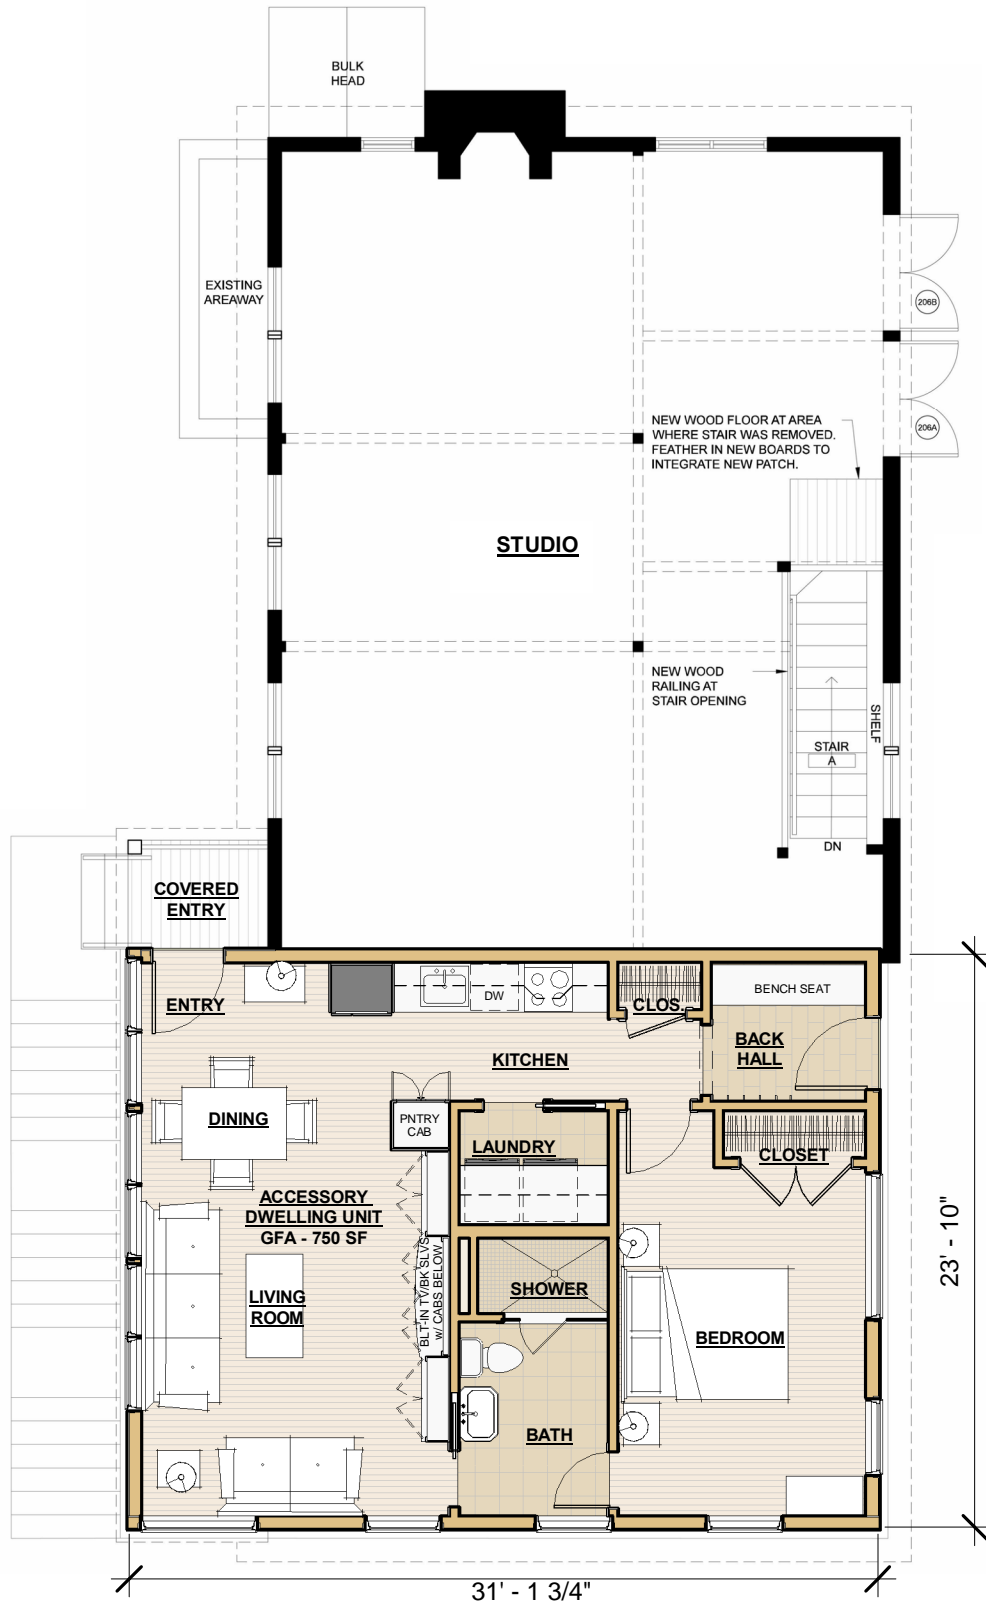 BULK
HEAD
EXISTING
AREAWAY
206B
206A
NEW WOOD FLOOR AT AREA
WHERE STAIR WAS REMOVED.
FEATHER IN NEW BOARDS TO
INTEGRATE NEW PATCH.
STUDIO
NEW WOOD
RAILING AT
STAIR OPENING
SHELF
STAIR
A
DN
COVERED
ENTRY
ENTRY
DW
CLOS.
BENCH SEAT
BACK
HALL
KITCHEN
DINING
PNTRY
CAB
LAUNDRY
CLOSET
ACCESSORY
DWELLING UNIT
GFA - 750 SF
BLT-IN TV/BK SLVS
w/ CABS BELOW
LIVING
ROOM
SHOWER
BEDROOM
BATH
23' - 10"
31' - 1 3/4"